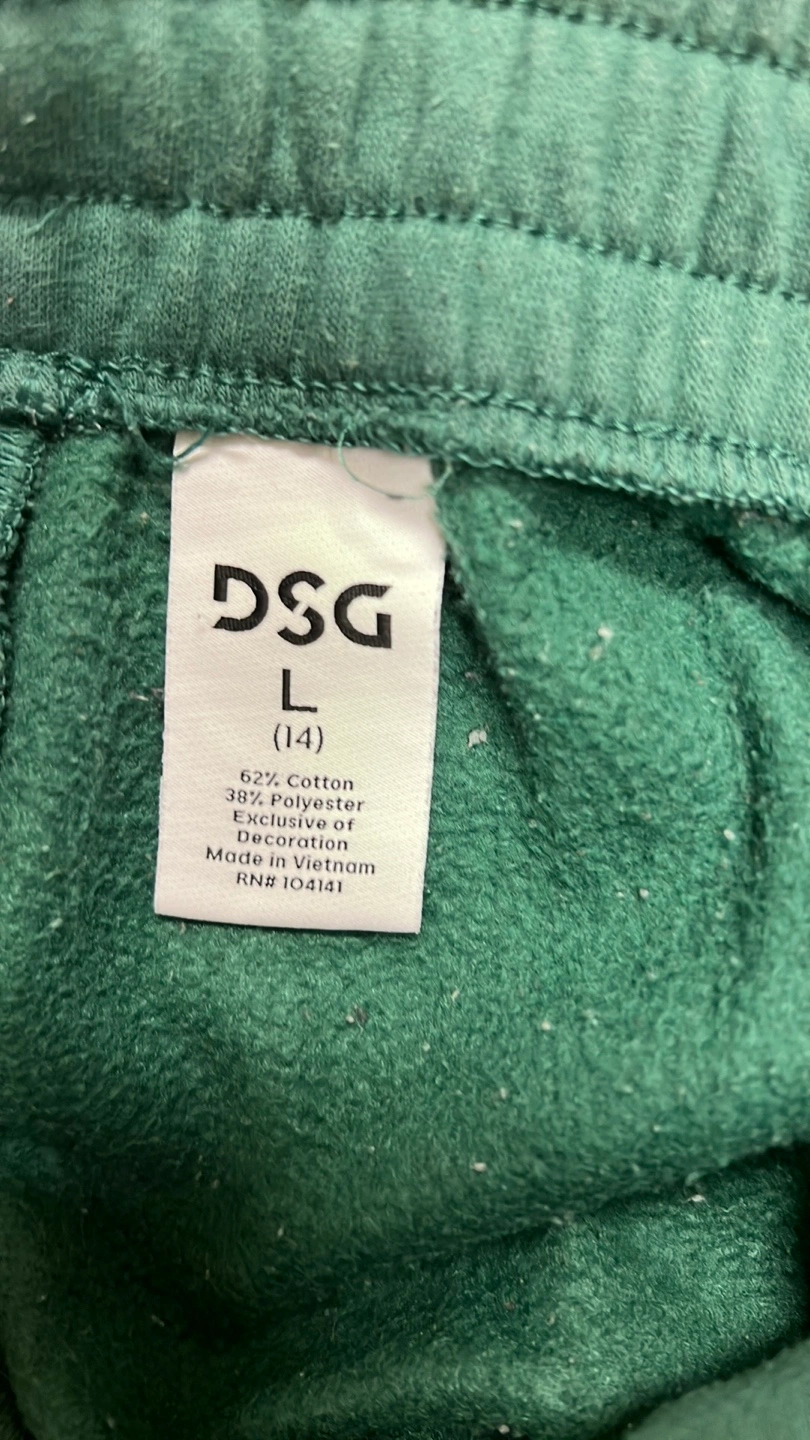 DSG
L
(14)
62% Cotton
38% Polyester
Exclusive of
Decoration
Made in Vietnam
RN# 104141